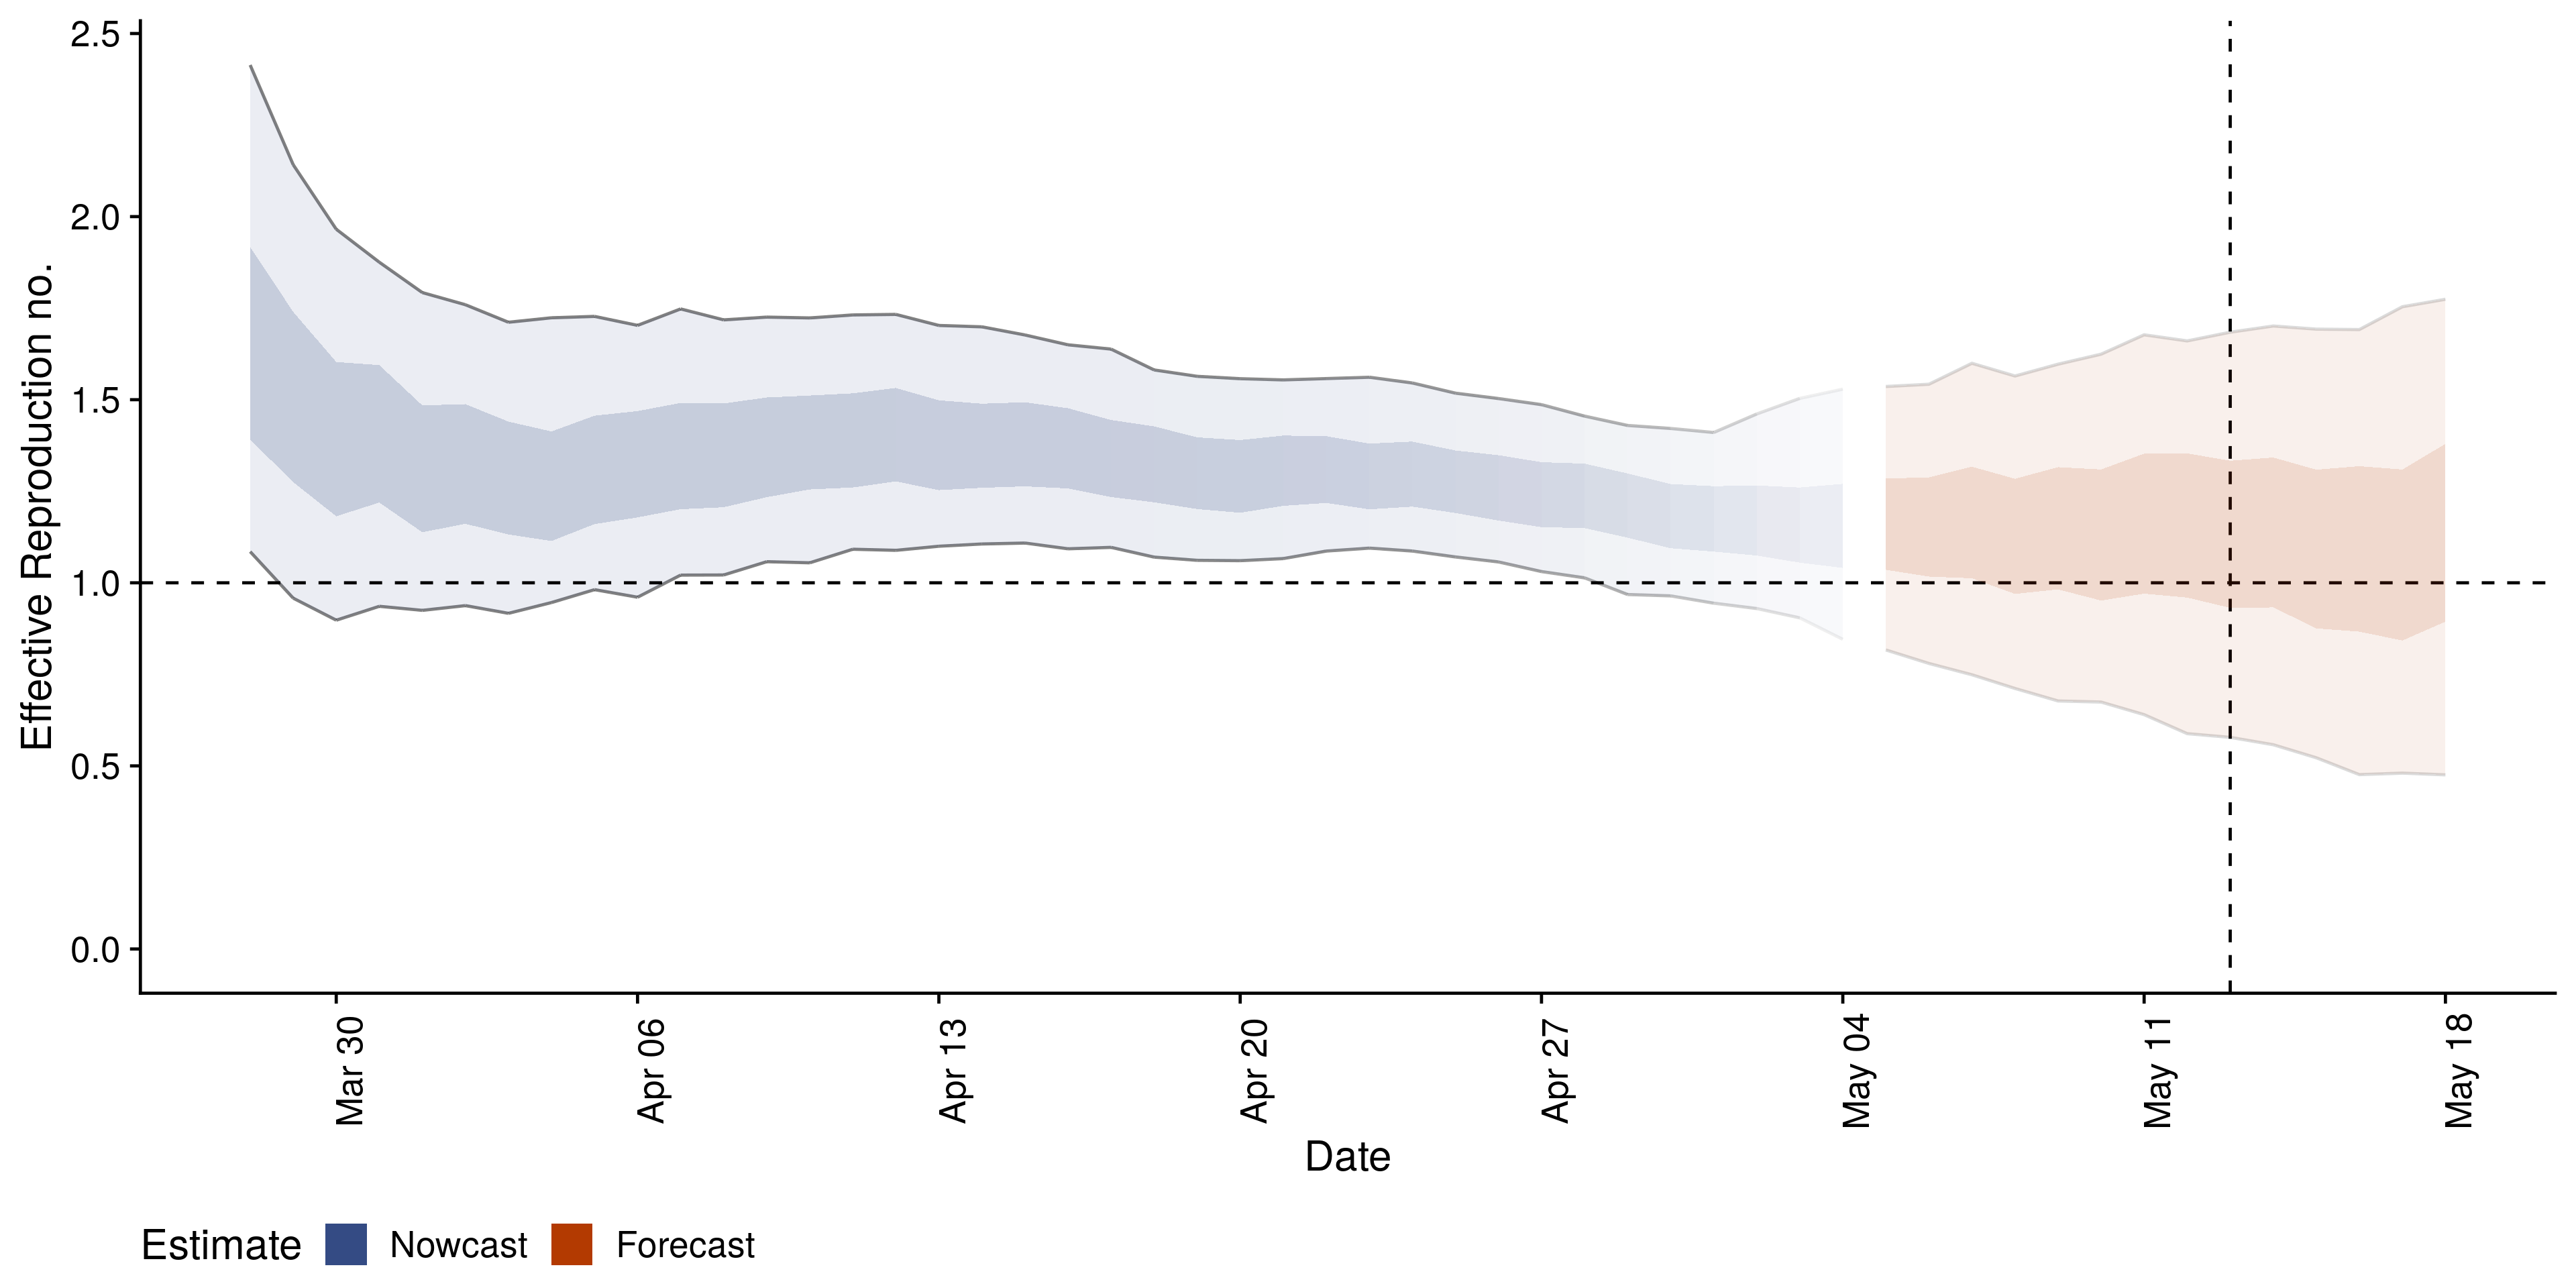 Effective Reproduction no.
2.5
2.0
1.5
1.0
0.5
0.0
Mar 30
Apr 06
Apr 13
Apr 20
Apr 27
May 04
May 11
May 18
Date
Estimate Nowcast Forecast